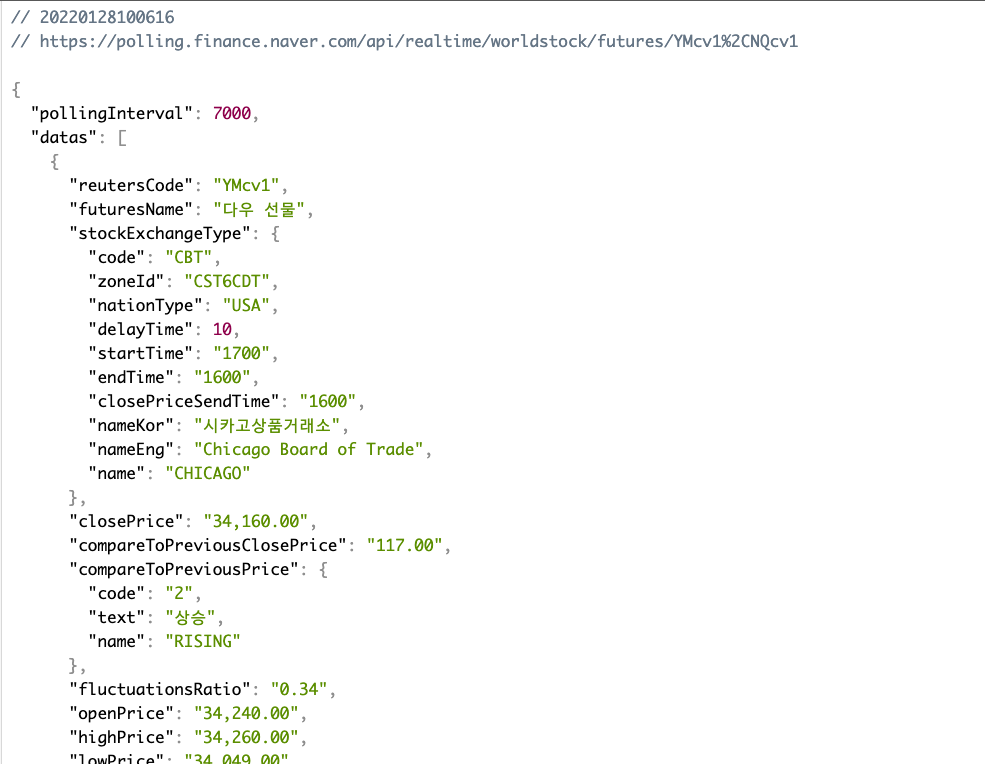 // 20220128100616
// https://polling.finance.naver.com/api/realtime/worldstock/futures/YMcv1%2CNQcv1
{
"pollingInterval": 7000,
"datas": [
{
"reutersCode": "YMcv1",
"futuresName": "다우 선물",
"stockExchangeType": {
"code": "CBT",
"zoneId": "CST6CDT",
"nationType": "USA",
"delayTime": 10,
"startTime": "1700",
"endTime": "1600",
"closePriceSendTime": "1600",
"nameKor": "시카고상품거래소",
"nameEng": "Chicago Board of Trade",
"name": "CHICAGO"
},
"closePrice": "34,160.00",
"compareToPreviousClosePrice": "117.00",
"compareToPreviousPrice": {
"code": "2",
"text": "상승",
"name": "RISING"
},
"fluctuationsRatio": "0.34",
"openPrice": "34,240.00",
"highPrice": "34,260.00",
"lowPrice": "34,049.00"